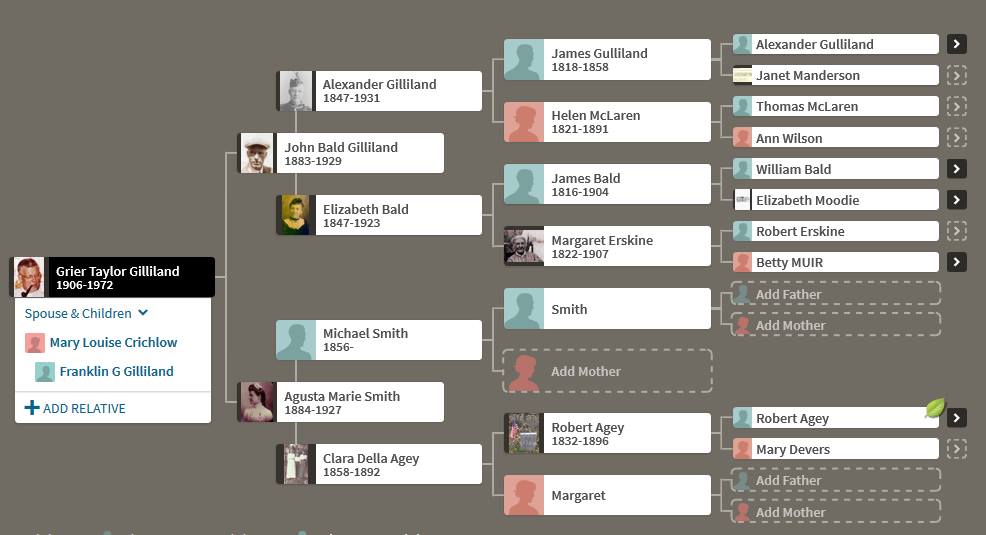 Grier Taylor Gilliland
1906-1972
Spouse & Children
Mary Louise Crichlow
Franklin G Gilliland
ADD RELATIVE
John Bald Gilliland
1883-1929
Agusta Marie Smith
1884-1927
Alexander Gilliland
1847-1931
Elizabeth Bald
1847-1923
Michael Smith
1856-
Clara Della Agey
1858-1892
James Gulliland
1818-1858
Helen McLaren
1821-1891
James Bald
1816-1904
Margaret Erskine
1822-1907
Smith
Add Mother
Robert Agey
1832-1896
Margaret
Alexander Gulliland
Janet Manderson
Thomas McLaren
Ann Wilson
William Bald
Elizabeth Moodie
Robert Erskine
Betty MUIR
Add Father
Add Mother
Robert Agey
Mary Devers
Add Father
Add Mother